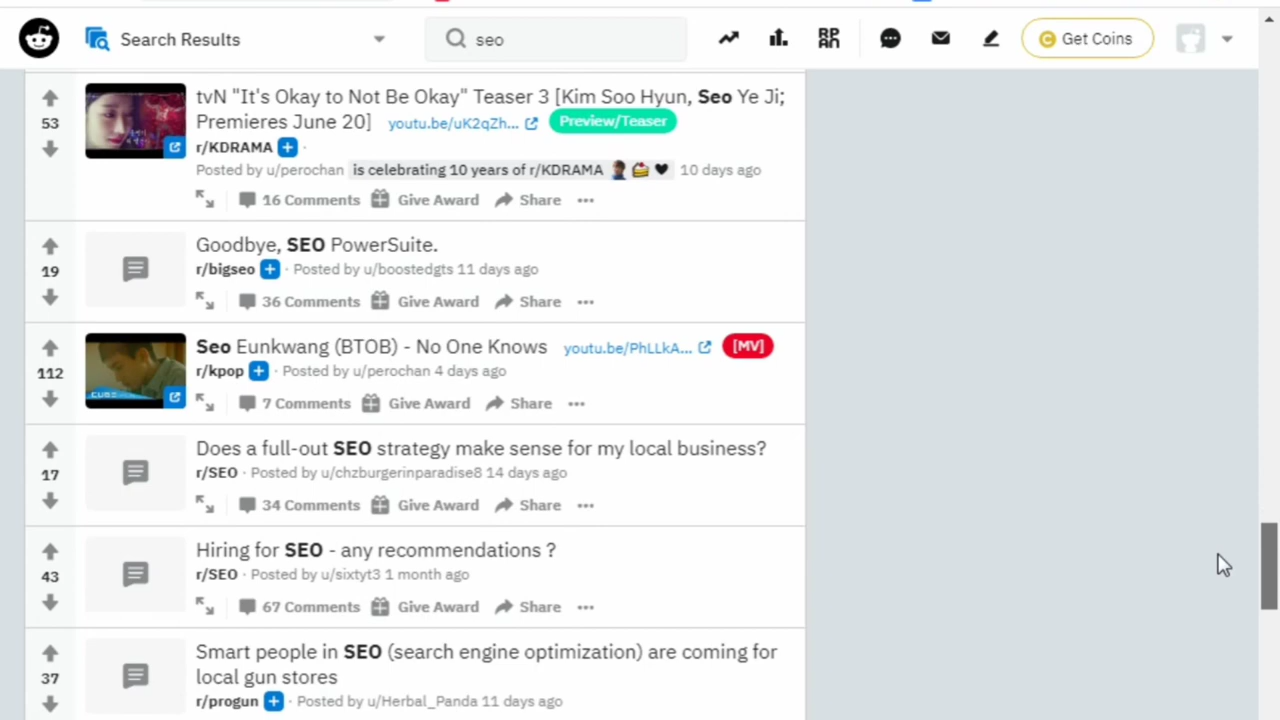 Search Results
seo
Get Coins
tvN "It's Okay to Not Be Okay" Teaser 3 [Kim Soo Hyun, Seo Ye Ji;
Premieres June 20] youtu.be/uK2qZh... Preview/Teaser
53
r/KDRAMA ·
Posted by u/perochan is celebrating 10 years of r/KDRAMA 10 days ago
16 Comments Give Award Share ...
Goodbye, SEO PowerSuite.
19
r/bigseo · Posted by u/boostedgts 11 days ago
36 Comments Give Award Share ...
Seo Eunkwang (BTOB) - No One Knows youtu.be/PhLLkA... [MV]
112
r/kpop · Posted by u/perochan 4 days ago
CUBE
7 Comments Give Award Share ...
Does a full-out SEO strategy make sense for my local business?
17
r/SEO · Posted by u/chzburgerinparadise8 14 days ago
34 Comments Give Award Share ...
Hiring for SEO - any recommendations ?
43
r/SEO · Posted by u/sixtyt3 1 month ago
67 Comments Give Award Share ...
Smart people in SEO (search engine optimization) are coming for
local gun stores
37
r/progun · Posted by u/Herbal_Panda 11 days ago